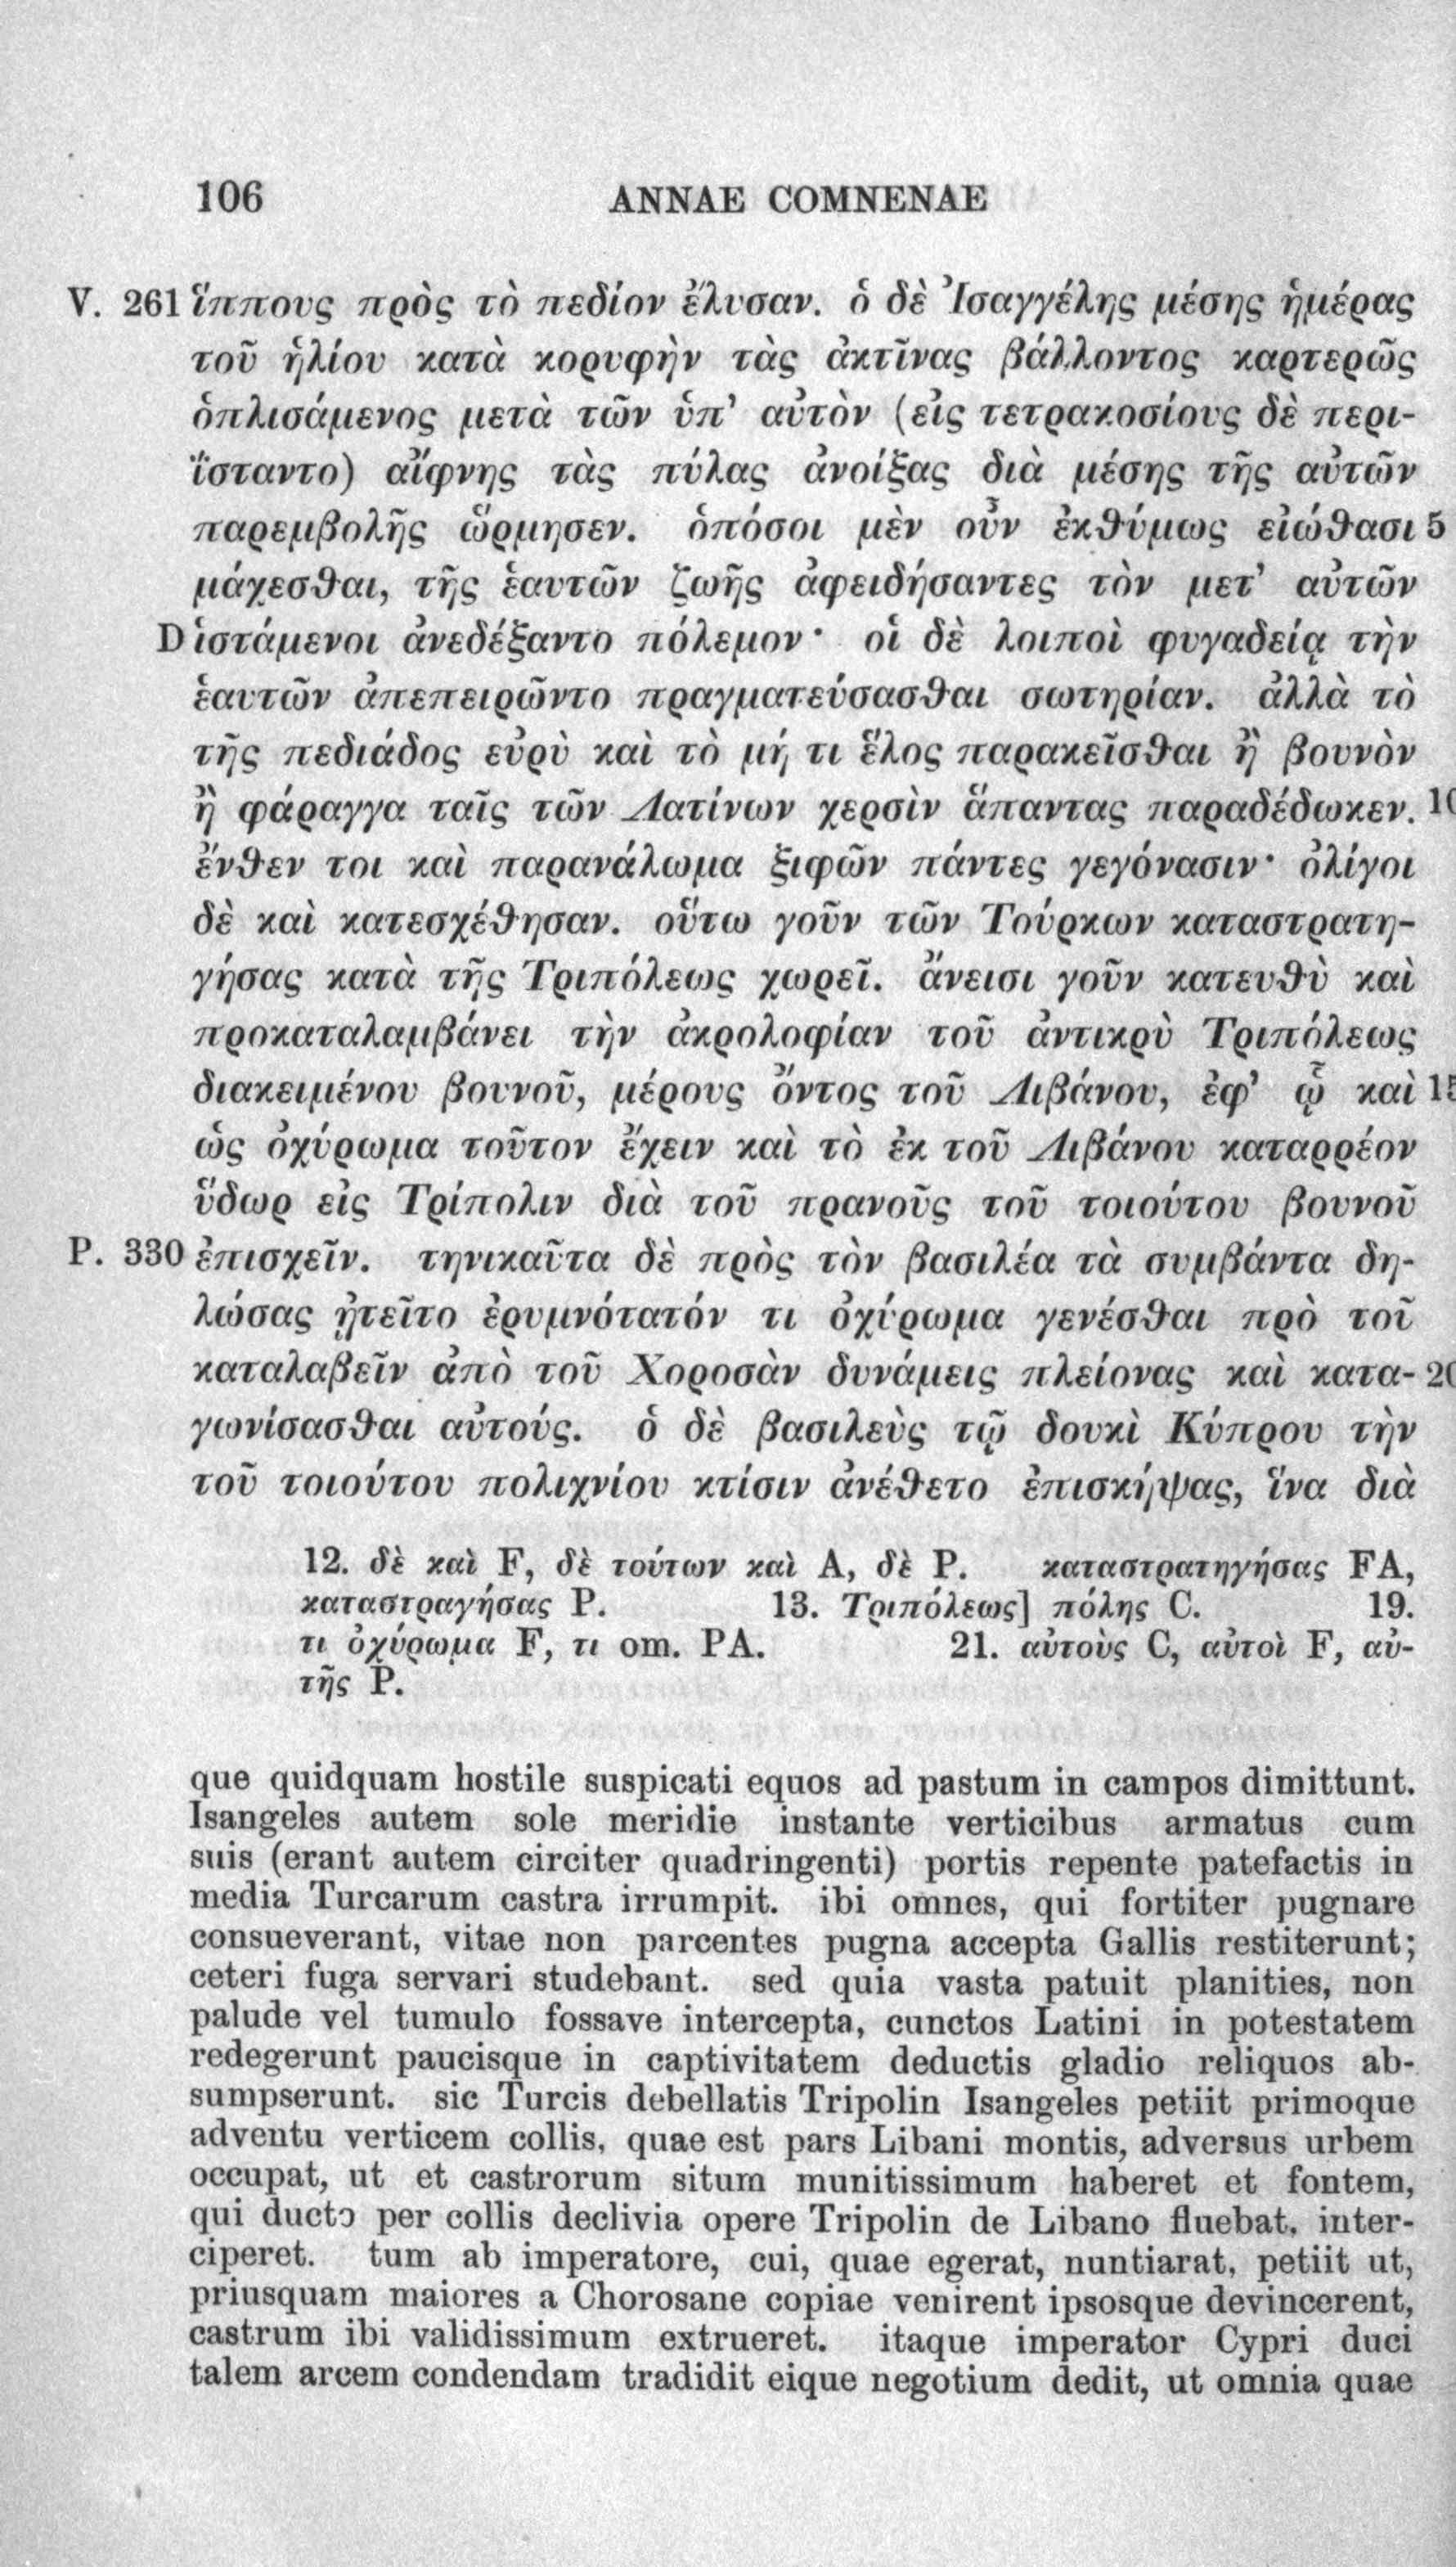 106 ANNAE COMNENAE
V. 261 ἵππους πρὸς τὸ πεδίον ἔλυσαν. ὁ δὲ Ἰσαγγέλης μέσης ἡμέρας
τοῦ ἡλίου κατὰ κορυφὴν τὰς ἀκτῖνας βάλλοντος καρτερῶς
ὁπλισάμενος μετὰ τῶν ὑπ' αὐτὸν (εἰς τετρακοσίους δὲ περι-
ΐσταντο) αἴφνης τὰς πύλας ἀνοίξας διὰ μέσης τῆς αὐτῶν
παρεμβολῆς ὥρμησεν. ὁπόσοι μὲν οὖν ἐκθύμως εἰώθασι 5
μάχεσθαι, τῆς ἑαυτῶν ζωῆς ἀφειδήσαντες τὸν μετ' αὐτῶν
D ἱστάμενοι ἀνεδέξαντο πόλεμον· οἱ δὲ λοιποὶ φυγαδείᾳ τὴν
ἑαυτῶν ἀπεπειρῶντο πραγματεύσασθαι σωτηρίαν. ἀλλὰ τὸ
τῆς πεδιάδος εὐρὺ καὶ τὸ μή τι ἕλος παρακεῖσθαι ἢ βουνὸν
ἢ φάραγγα ταῖς τῶν Λατίνων χερσὶν ἅπαντας παραδέδωκεν. 10
ἔνθεν τοι καὶ παρανάλωμα ξιφῶν πάντες γεγόνασιν· ὀλίγοι
δὲ καὶ κατεσχέθησαν. οὕτω γοῦν τῶν Τούρκων καταστρατη-
γήσας κατὰ τῆς Τριπόλεως χωρεῖ. ἄνεισι γοῦν κατευθὺ καὶ
προκαταλαμβάνει τὴν ἀκρολοφίαν τοῦ ἀντικρὺ Τριπόλεως
διακειμένου βουνοῦ, μέρους ὄντος τοῦ Λιβάνου, ἐφ' ᾧ καὶ 15
ὡς ὀχύρωμα τοῦτον ἔχειν καὶ τὸ ἐκ τοῦ Λιβάνου καταρρέον
ὕδωρ εἰς Τρίπολιν διὰ τοῦ πρανοῦς τοῦ τοιούτου βουνοῦ
P. 330 ἐπισχεῖν. τηνικαῦτα δὲ πρὸς τὸν βασιλέα τὰ συμβάντα δη-
λώσας ᾐτεῖτο ἐρυμνότατόν τι ὀχύρωμα γενέσθαι πρὸ τοῦ
καταλαβεῖν ἀπὸ τοῦ Χοροσὰν δυνάμεις πλείονας καὶ κατα- 20
γωνίσασθαι αὐτούς. ὁ δὲ βασιλεὺς τῷ δουκὶ Κύπρου τὴν
τοῦ τοιούτου πολιχνίου κτίσιν ἀνέθετο ἐπισκήψας, ἵνα διὰ
12. δὲ καὶ F, δὲ τούτων καὶ A, δὲ P. καταστρατηγήσας FA,
καταστραγήσας P. 13. Τριπόλεως] πόλης C. 19.
τι ὀχύρωμα F, τι om. PA. 21. αὐτοὺς C, αὐτοὶ F, αὐ-
τῆς P.
que quidquam hostile suspicati equos ad pastum in campos dimittunt.
Isangeles autem sole meridie instante verticibus armatus cum
suis (erant autem circiter quadringenti) portis repente patefactis in
media Turcarum castra irrumpit. ibi omnes, qui fortiter pugnare
consueverant, vitae non parcentes pugna accepta Gallis restiterunt;
ceteri fuga servari studebant. sed quia vasta patuit planities, non
palude vel tumulo fossave intercepta, cunctos Latini in potestatem
redegerunt paucisque in captivitatem deductis gladio reliquos ab-
sumpserunt. sic Turcis debellatis Tripolin Isangeles petiit primoque
adventu verticem collis, quae est pars Libani montis, adversus urbem
occupat, ut et castrorum situm munitissimum haberet et fontem,
qui ducto per collis declivia opere Tripolin de Libano fluebat, inter-
ciperet. tum ab imperatore, cui, quae egerat, nuntiarat, petiit ut,
priusquam maiores a Chorosane copiae venirent ipsosque devincerent,
castrum ibi validissimum extrueret. itaque imperator Cypri duci
talem arcem condendam tradidit eique negotium dedit, ut omnia quae